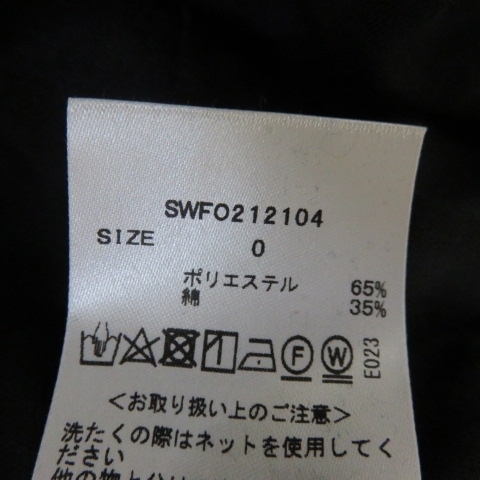 SWFO212104
SIZE 0
ポリエステル 65%
綿 35%
F W E023
<お取り扱い上のご注意>
洗たくの際はネットを使用してく
ださい